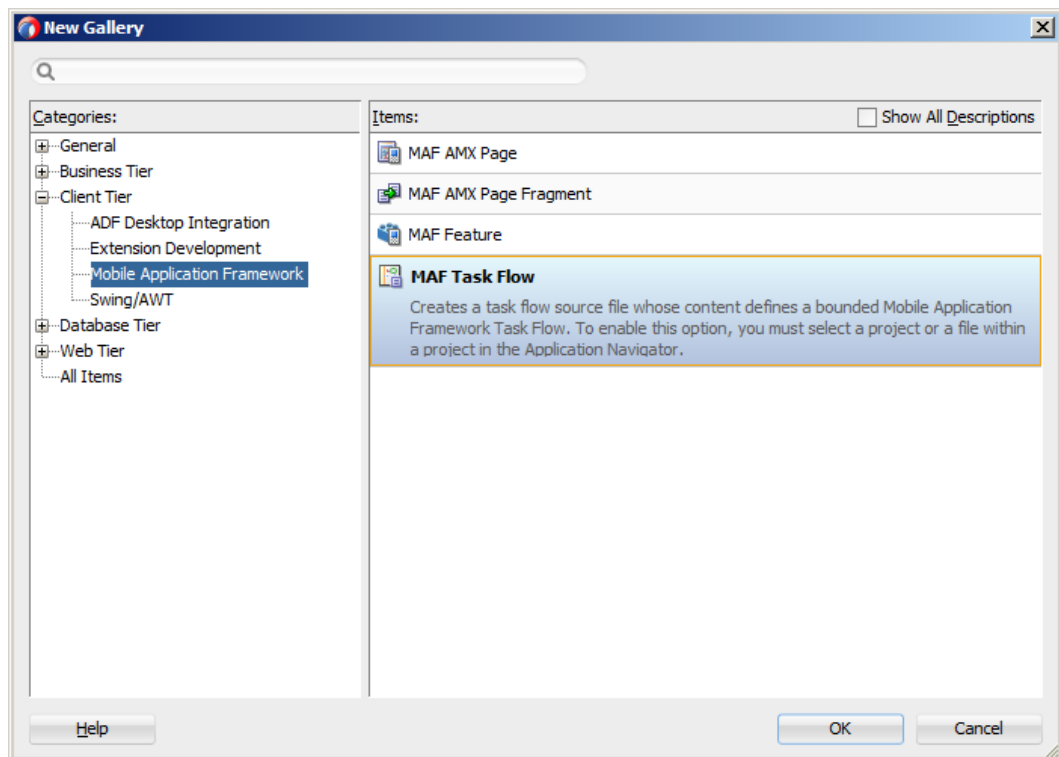 New Gallery
Categories:
General
Business Tier
Client Tier
ADF Desktop Integration
Extension Development
Mobile Application Framework
Swing/AWT
Database Tier
Web Tier
All Items
Items:
Show All Descriptions
MAF AMX Page
MAF AMX Page Fragment
MAF Feature
MAF Task Flow
Creates a task flow source file whose content defines a bounded Mobile Application
Framework Task Flow. To enable this option, you must select a project or a file within
a project in the Application Navigator.
Help
OK
Cancel